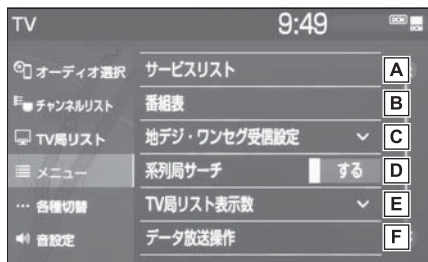 TV 9:49
オーディオ選択
チャンネルリスト
TV局リスト
メニュー
各種切替
音設定
サービスリスト A
番組表 B
地デジ・ワンセグ受信設定 C
系列局サーチ する D
TV局リスト表示数 E
データ放送操作 F